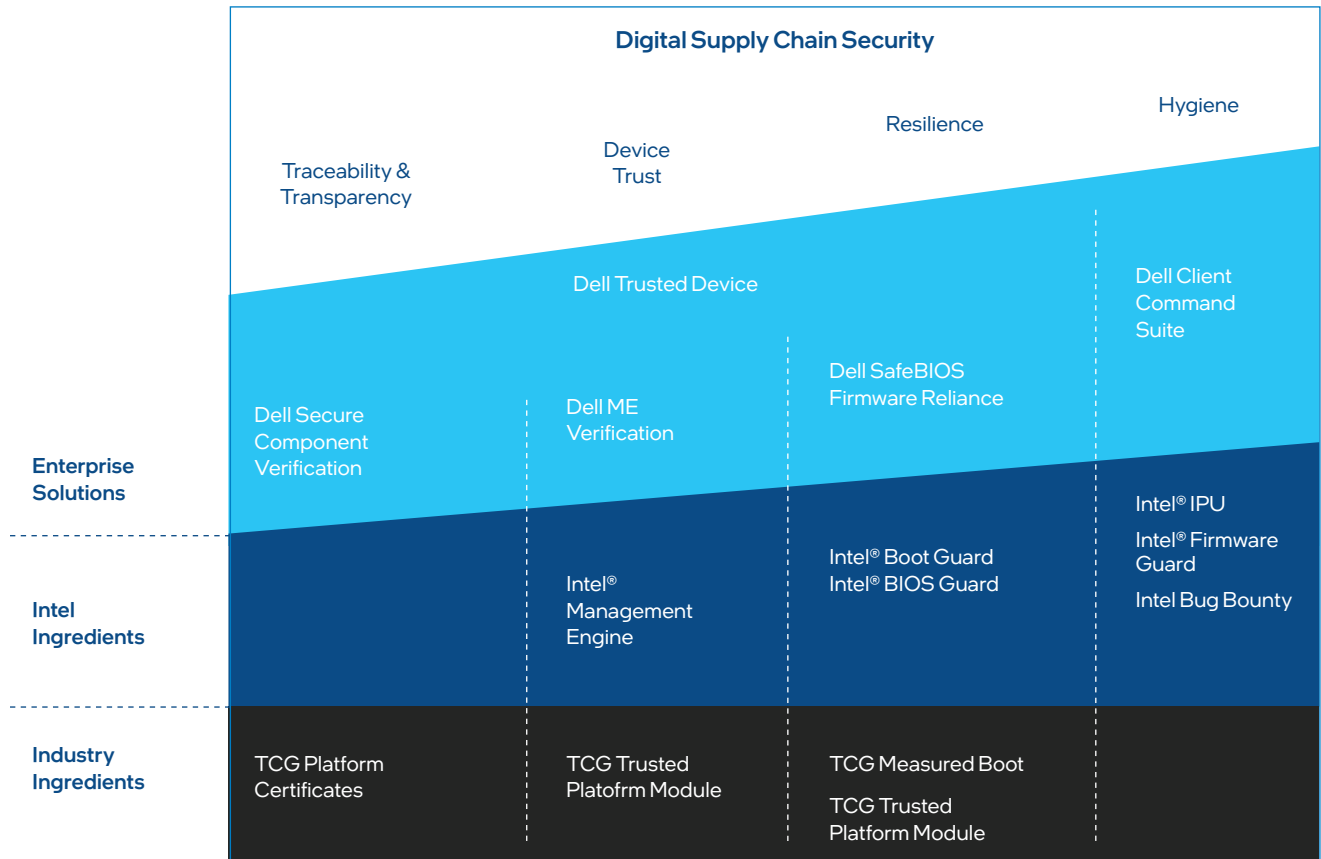 Digital Supply Chain Security
Traceability &
Transparency
Device
Trust
Resilience
Hygiene
Enterprise
Solutions
Dell Trusted Device
Dell Secure
Component
Verification
Dell ME
Verification
Dell SafeBIOS
Firmware Reliance
Dell Client
Command
Suite
Intel
Ingredients
Intel®
Management
Engine
Intel® Boot Guard
Intel® BIOS Guard
Intel® IPU
Intel® Firmware
Guard
Intel Bug Bounty
Industry
Ingredients
TCG Platform
Certificates
TCG Trusted
Platofrm Module
TCG Measured Boot
TCG Trusted
Platform Module